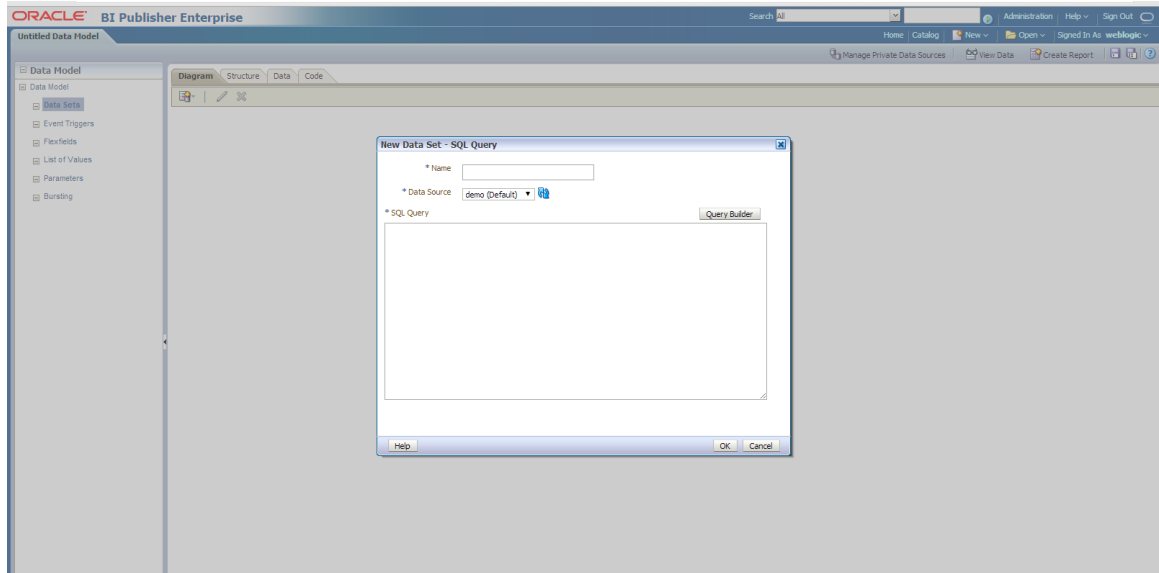 ORACLE BI Publisher Enterprise Search All Administration Help Sign Out
Untitled Data Model Home Catalog New Open Signed In As weblogic
Manage Private Data Sources View Data Create Report
Data Model
Diagram Structure Data Code
Data Model
Data Sets
Event Triggers
Flexfields
List of Values
Parameters
Bursting
New Data Set - SQL Query
* Name
* Data Source demo (Default)
* SQL Query Query Builder
Help OK Cancel